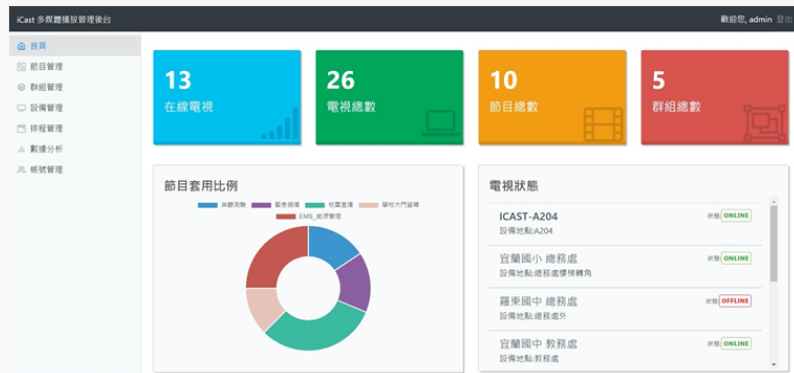 iCast 多媒體播放管理後台
歡迎您, admin 登出
首頁
節目管理
群組管理
設備管理
排程管理
數據分析
帳號管理
13
在線電視
26
電視總數
10
節目總數
5
群組總數
節目套用比例
緊急插播
校園直播
學校大門宣導
EMS_能源管理
電視狀態
ICAST-A204
狀態 ONLINE
設備地點:A204
宜蘭國小 總務處
狀態 ONLINE
設備地點:總務處樓梯轉角
羅東國中 總務處
狀態 OFFLINE
設備地點:總務處外
宜蘭國中 教務處
狀態 ONLINE
設備地點:教務處